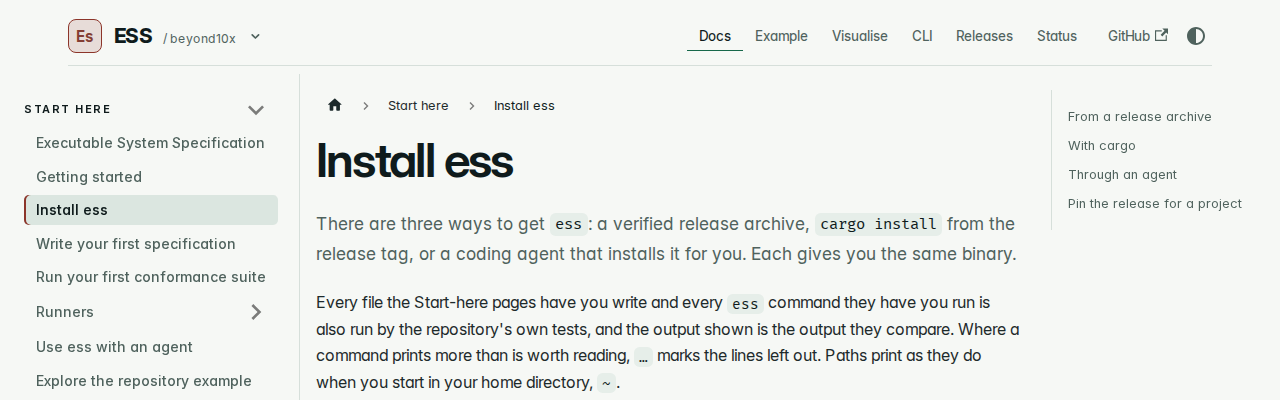 Es ESS / beyond10x
Docs Example Visualise CLI Releases Status GitHub
START HERE
Executable System Specification
Getting started
Install ess
Write your first specification
Run your first conformance suite
Runners
Use ess with an agent
Explore the repository example
Start here > Install ess
Install ess
There are three ways to get ess: a verified release archive, cargo install from the
release tag, or a coding agent that installs it for you. Each gives you the same binary.
Every file the Start-here pages have you write and every ess command they have you run is
also run by the repository's own tests, and the output shown is the output they compare. Where a
command prints more than is worth reading, … marks the lines left out. Paths print as they do
when you start in your home directory, ~.
From a release archive
With cargo
Through an agent
Pin the release for a project